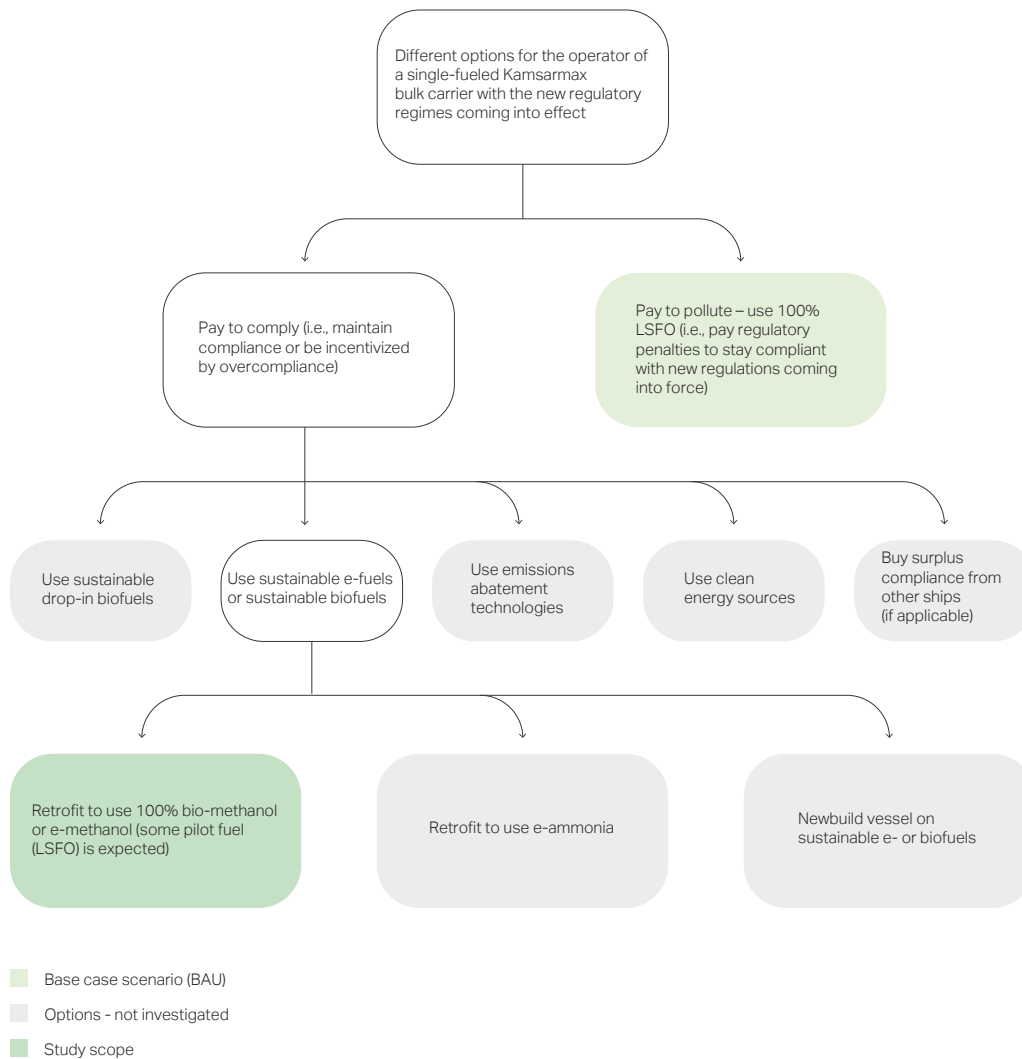 Different options for the operator of
a single-fueled Kamsarmax
bulk carrier with the new regulatory
regimes coming into effect
Pay to comply (i.e., maintain
compliance or be incentivized
by overcompliance)
Pay to pollute – use 100%
LSFO (i.e., pay regulatory
penalties to stay compliant
with new regulations coming
into force)
Use sustainable
drop-in biofuels
Use sustainable e-fuels
or sustainable biofuels
Use emissions
abatement
technologies
Use clean
energy sources
Buy surplus
compliance from
other ships
(if applicable)
Retrofit to use 100% bio-methanol
or e-methanol (some pilot fuel
(LSFO) is expected)
Retrofit to use e-ammonia
Newbuild vessel on
sustainable e- or biofuels
Base case scenario (BAU)
Options - not investigated
Study scope